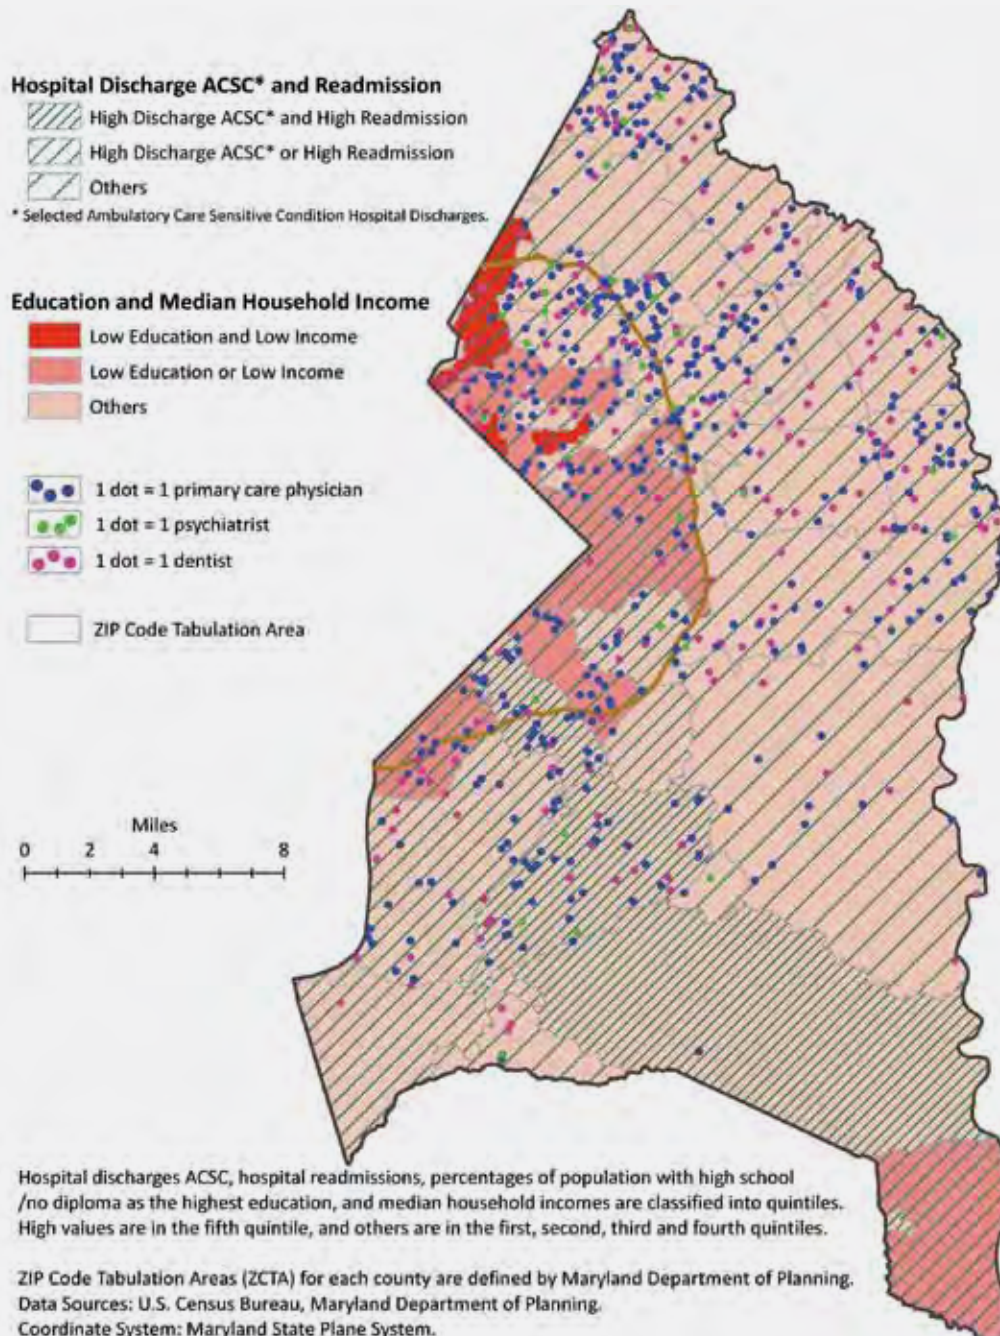 Hospital Discharge ACSC* and Readmission
High Discharge ACSC* and High Readmission
High Discharge ACSC* or High Readmission
Others
* Selected Ambulatory Care Sensitive Condition Hospital Discharges.
Education and Median Household Income
Low Education and Low Income
Low Education or Low Income
Others
1 dot = 1 primary care physician
1 dot = 1 psychiatrist
1 dot = 1 dentist
ZIP Code Tabulation Area
Miles
0 2 4 8
Hospital discharges ACSC, hospital readmissions, percentages of population with high school
/no diploma as the highest education, and median household incomes are classified into quintiles.
High values are in the fifth quintile, and others are in the first, second, third and fourth quintiles.
ZIP Code Tabulation Areas (ZCTA) for each county are defined by Maryland Department of Planning.
Data Sources: U.S. Census Bureau, Maryland Department of Planning.
Coordinate System: Maryland State Plane System.